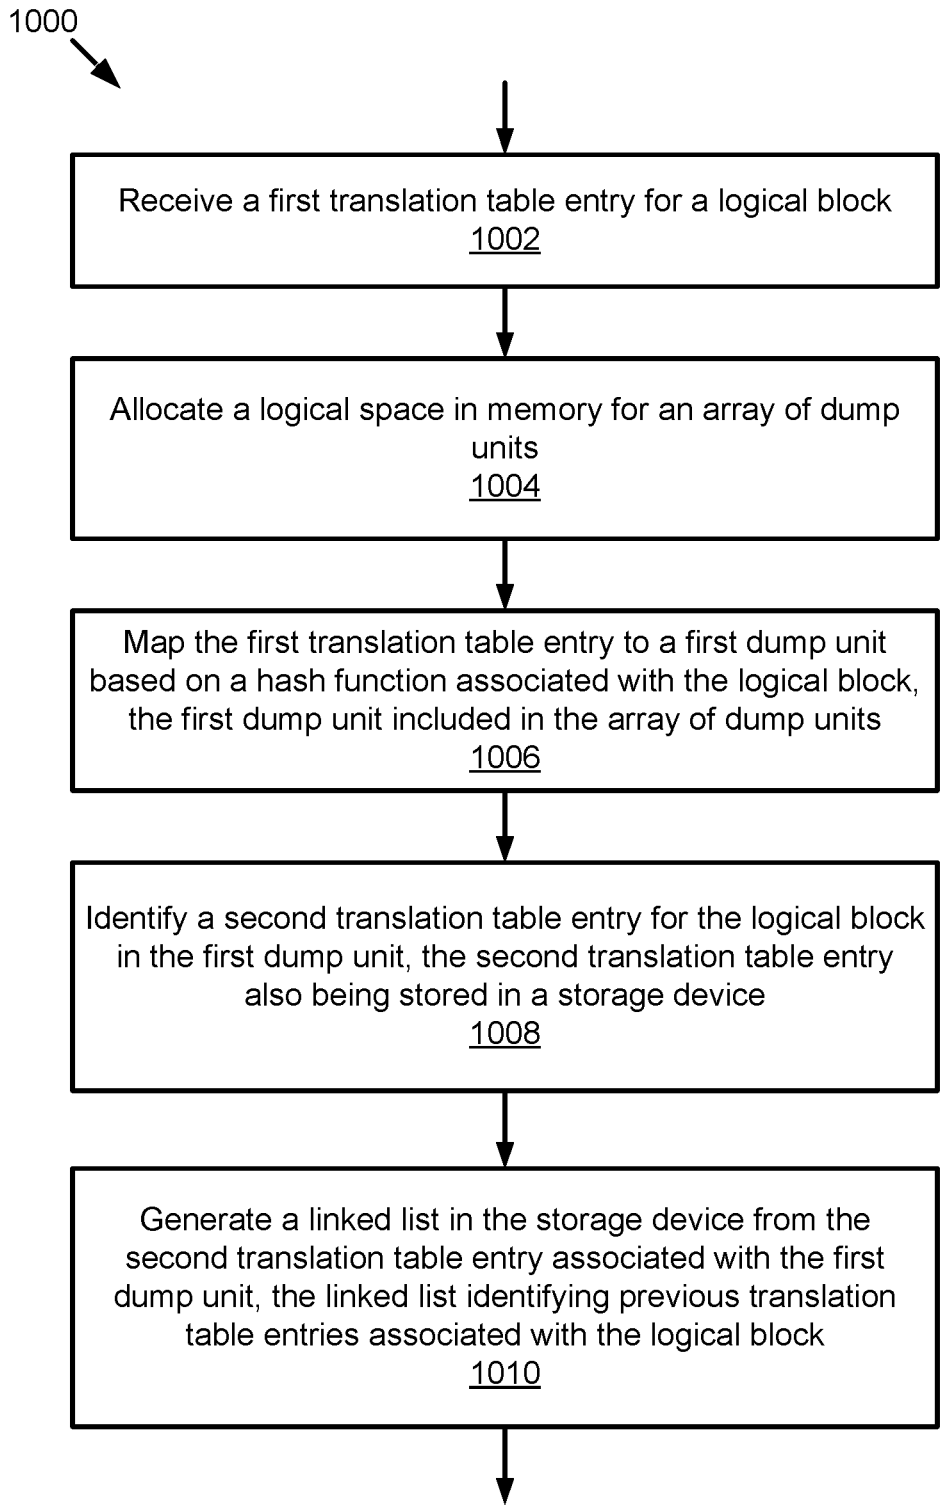 1000
Receive a first translation table entry for a logical block
1002
Allocate a logical space in memory for an array of dump
units
1004
Map the first translation table entry to a first dump unit
based on a hash function associated with the logical block,
the first dump unit included in the array of dump units
1006
Identify a second translation table entry for the logical block
in the first dump unit, the second translation table entry
also being stored in a storage device
1008
Generate a linked list in the storage device from the
second translation table entry associated with the first
dump unit, the linked list identifying previous translation
table entries associated with the logical block
1010